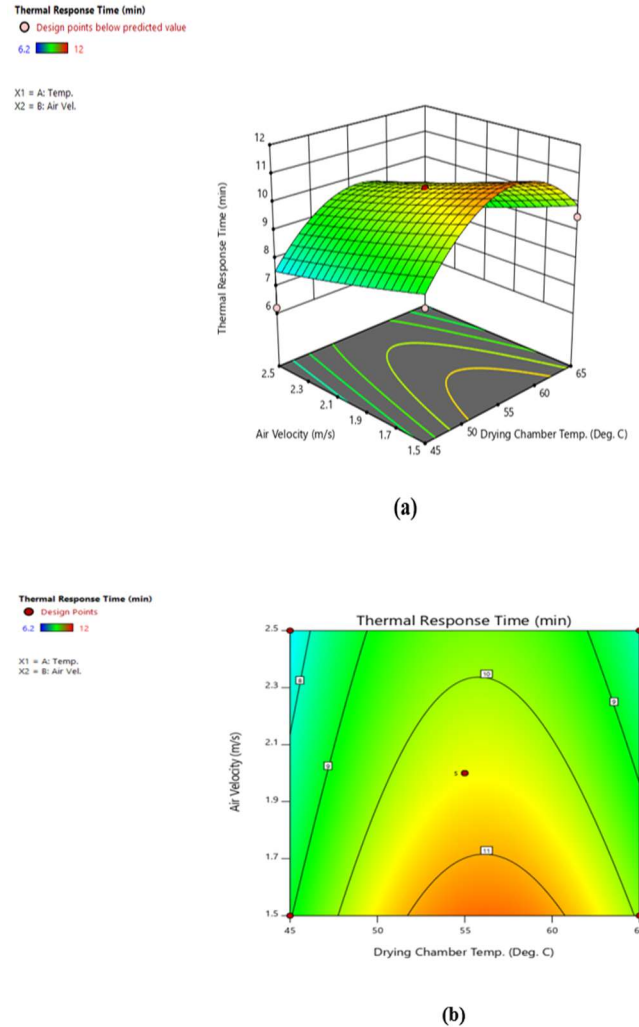 Thermal Response Time (min)
Design points below predicted value
6.2 12
X1 = A: Temp.
X2 = B: Air Vel.
12
11
10
9
8
7
6
Thermal Response Time (min)
2.5
2.3
2.1
1.9
1.7
1.5
Air Velocity (m/s)
45
50
55
60
65
Drying Chamber Temp. (Deg. C)
(a)
Thermal Response Time (min)
Design Points
6.2 12
X1 = A: Temp.
X2 = B: Air Vel.
Thermal Response Time (min)
2.5
2.3
2.1
1.9
1.7
1.5
Air Velocity (m/s)
8
9
10
9
5
11
45
50
55
60
Drying Chamber Temp. (Deg. C)
(b)